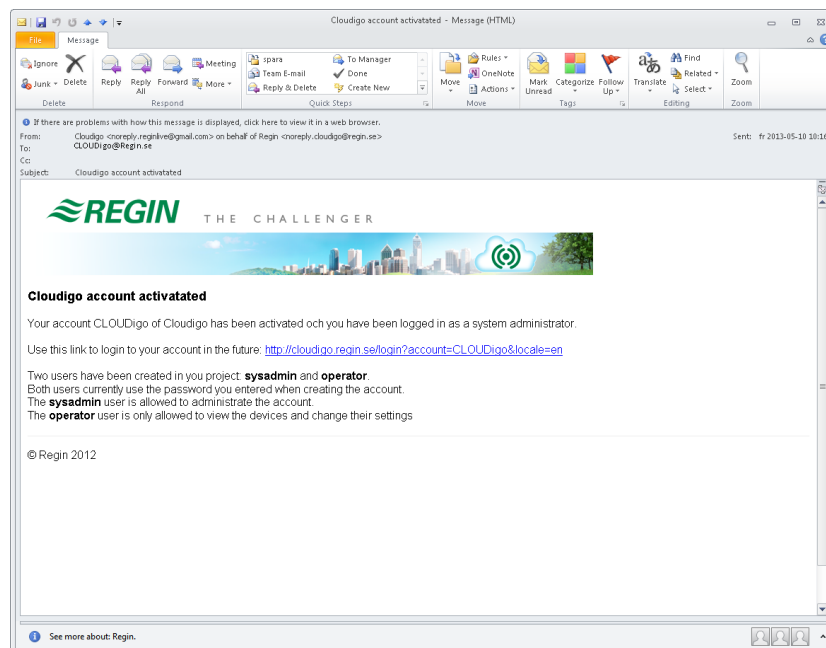 Cloudigo account activatated - Message (HTML)
File Message
Ignore
Junk
Delete
Delete
Reply
Reply All
Forward
Meeting
More
Respond
spara
Team E-mail
Reply & Delete
To Manager
Done
Create New
Quick Steps
Move
Rules
OneNote
Actions
Move
Mark Unread
Categorize
Follow Up
Tags
Translate
Find
Related
Select
Editing
Zoom
Zoom
If there are problems with how this message is displayed, click here to view it in a web browser.
From: Cloudigo <noreply.reginlive@gmail.com> on behalf of Regin <noreply.cloudigo@regin.se> Sent: fr 2013-05-10 10:16
To: CLOUDigo@Regin.se
Cc:
Subject: Cloudigo account activatated
REGIN THE CHALLENGER
Cloudigo account activatated
Your account CLOUDigo of Cloudigo has been activated och you have been logged in as a system administrator.
Use this link to login to your account in the future: http://cloudigo.regin.se/login?account=CLOUDigo&locale=en
Two users have been created in you project: sysadmin and operator.
Both users currently use the password you entered when creating the account.
The sysadmin user is allowed to administrate the account.
The operator user is only allowed to view the devices and change their settings
© Regin 2012
See more about: Regin.